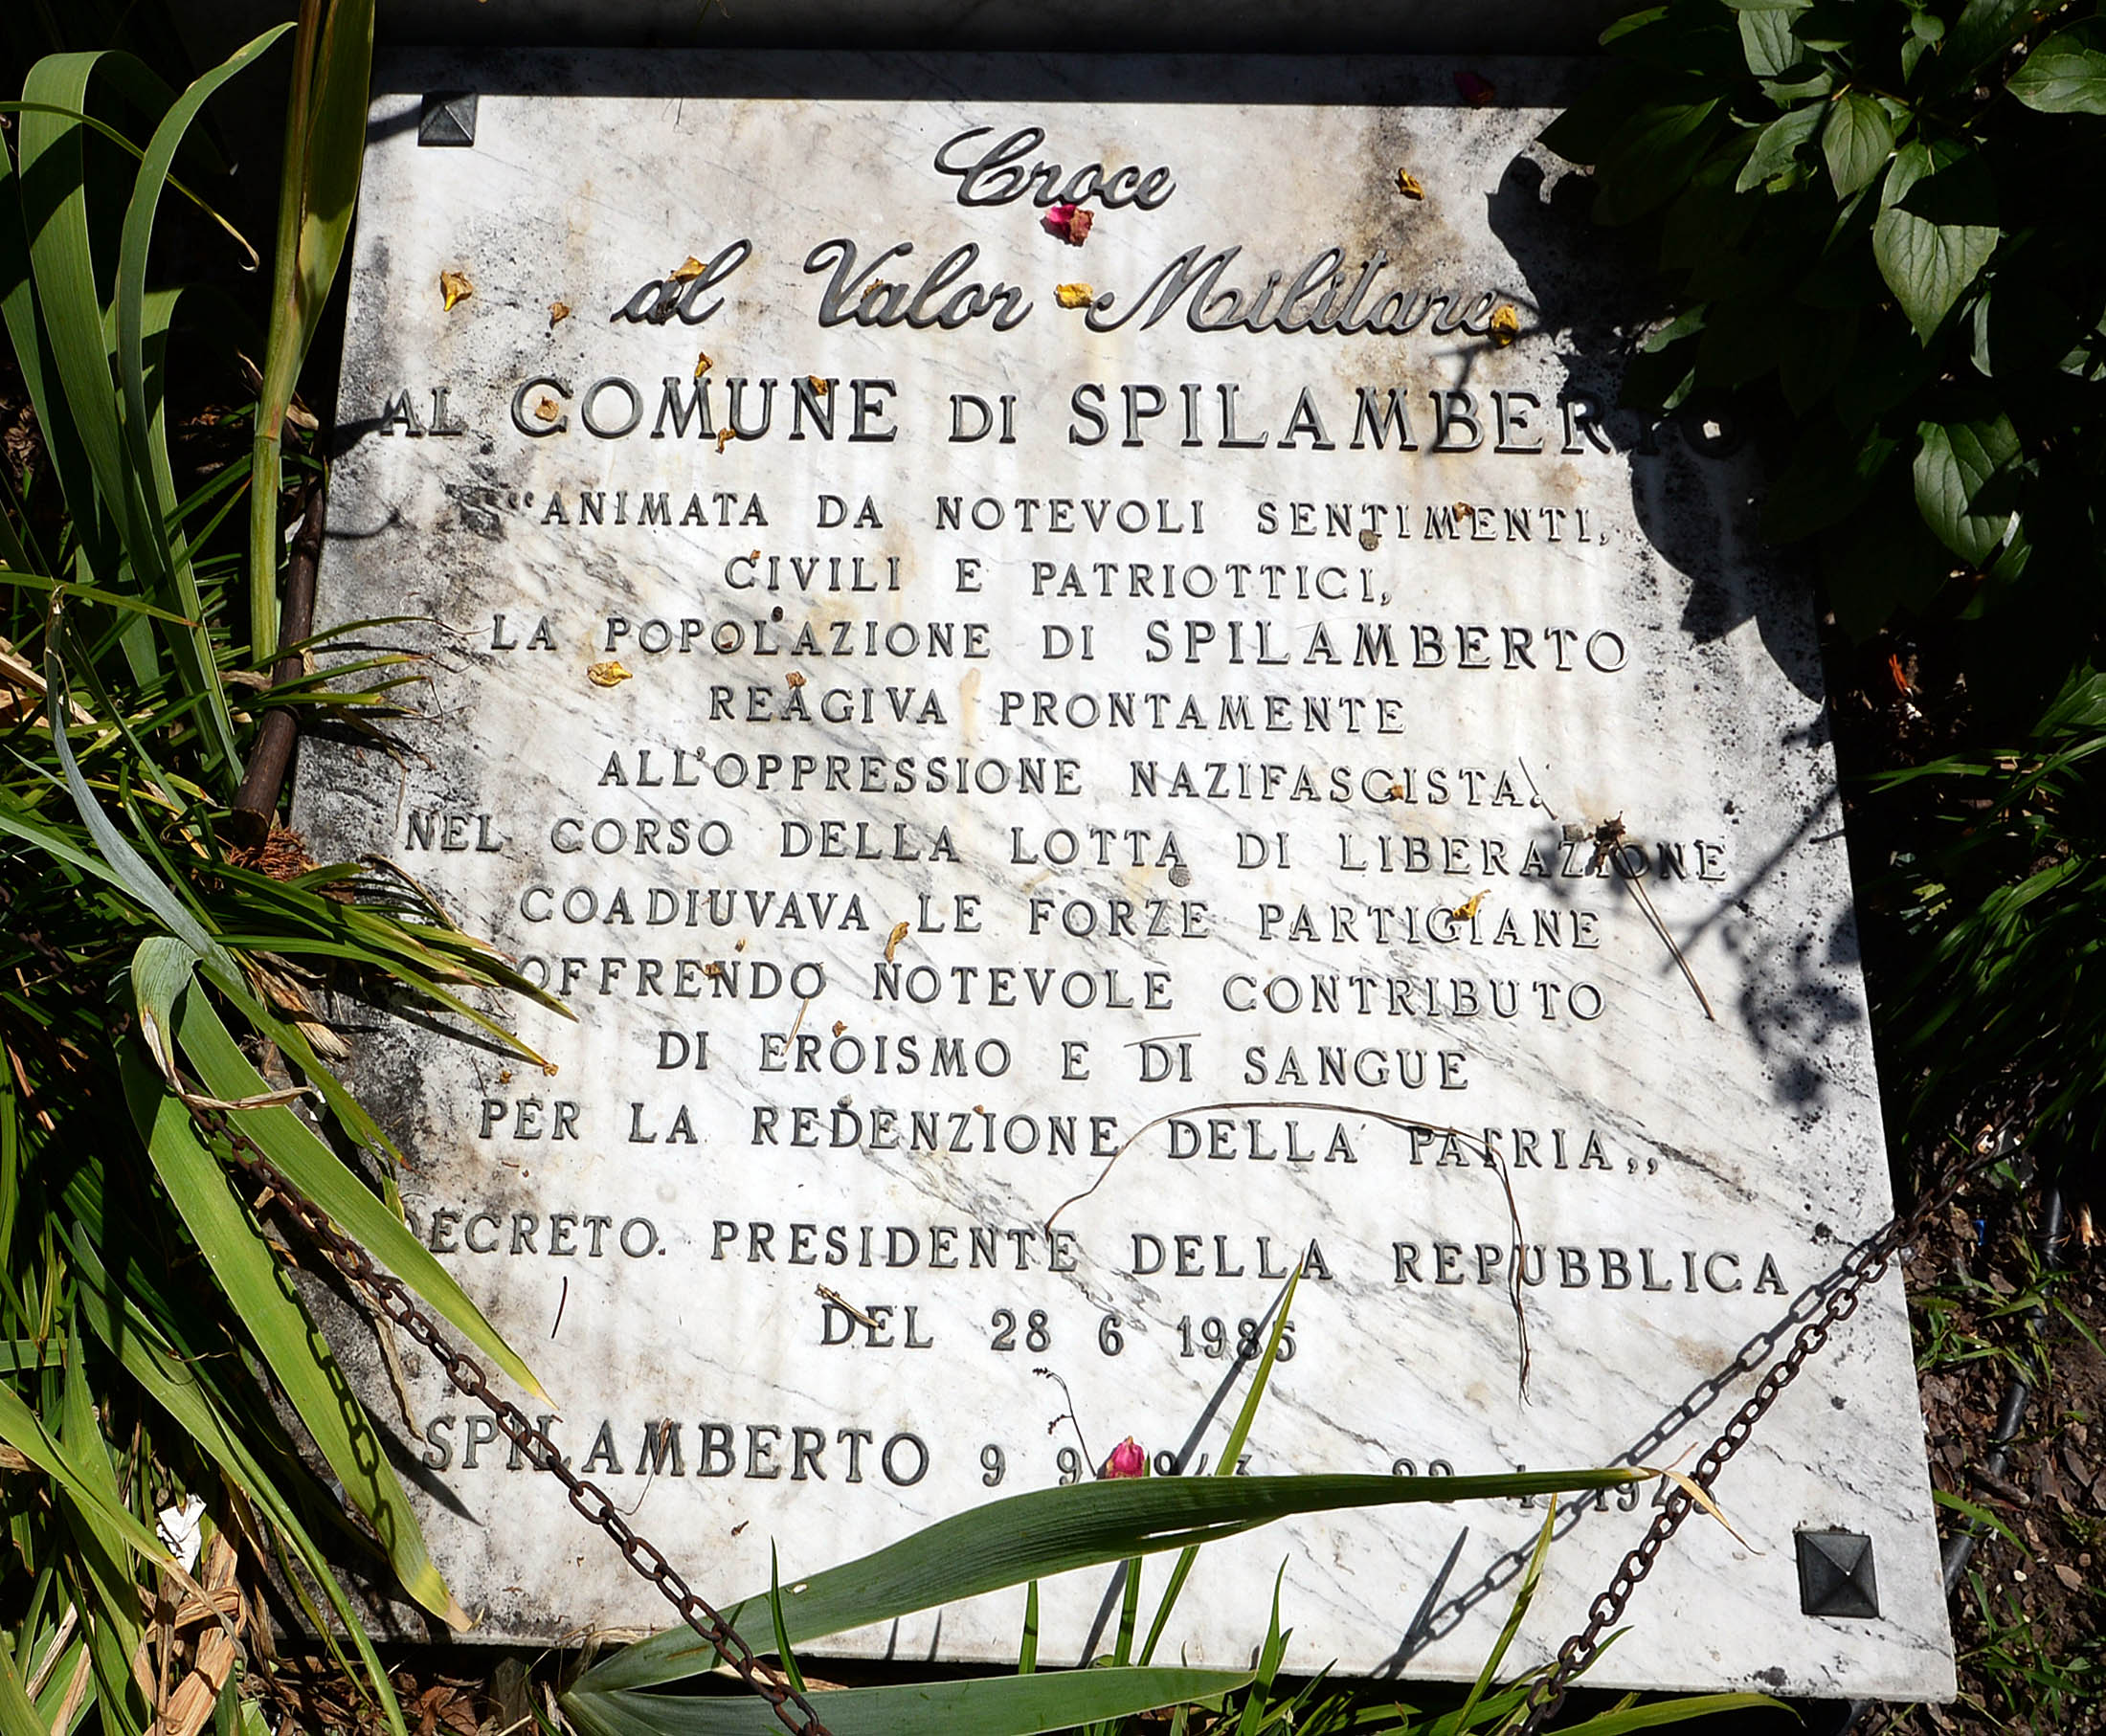 Croce
al Valor Militare
AL COMUNE DI SPILAMBERTO
“ANIMATA DA NOTEVOLI SENTIMENTI,
CIVILI E PATRIOTTICI,
LA POPOLAZIONE DI SPILAMBERTO
REAGIVA PRONTAMENTE
ALL'OPPRESSIONE NAZIFASCISTA.
NEL CORSO DELLA LOTTA DI LIBERAZIONE
COADIUVAVA LE FORZE PARTIGIANE
OFFRENDO NOTEVOLE CONTRIBUTO
DI EROISMO E DI SANGUE
PER LA REDENZIONE DELLA PATRIA,,
DECRETO. PRESIDENTE DELLA REPUBBLICA
DEL 28 6 1985
SPILAMBERTO 9 9